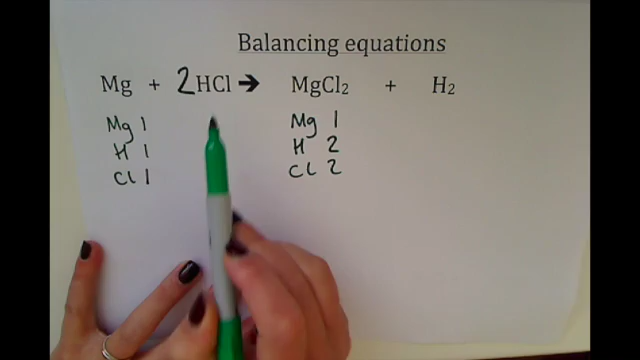 Balancing equations
Mg + 2HCl → MgCl₂ + H₂
Mg 1 Mg 1
H 1 H 2
Cl 1 Cl 2